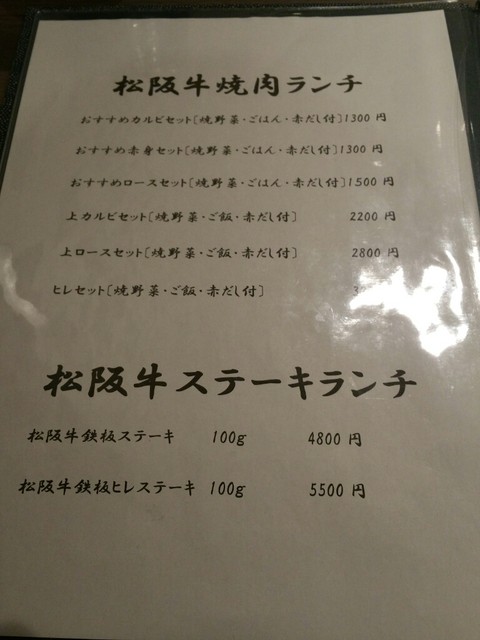 松阪牛焼肉ランチ
おすすめカルビセット[焼野菜・ごはん・赤だし付]1300 円
おすすめ赤身セット[焼野菜・ごはん・赤だし付]1300 円
おすすめロースセット[焼野菜・ごはん・赤だし付]1500 円
上カルビセット[焼野菜・ご飯・赤だし付] 2200 円
上ロースセット[焼野菜・ご飯・赤だし付] 2800 円
ヒレセット[焼野菜・ご飯・赤だし付]
松阪牛ステーキランチ
松阪牛鉄板ステーキ 100g 4800 円
松阪牛鉄板ヒレステーキ 100g 5500 円